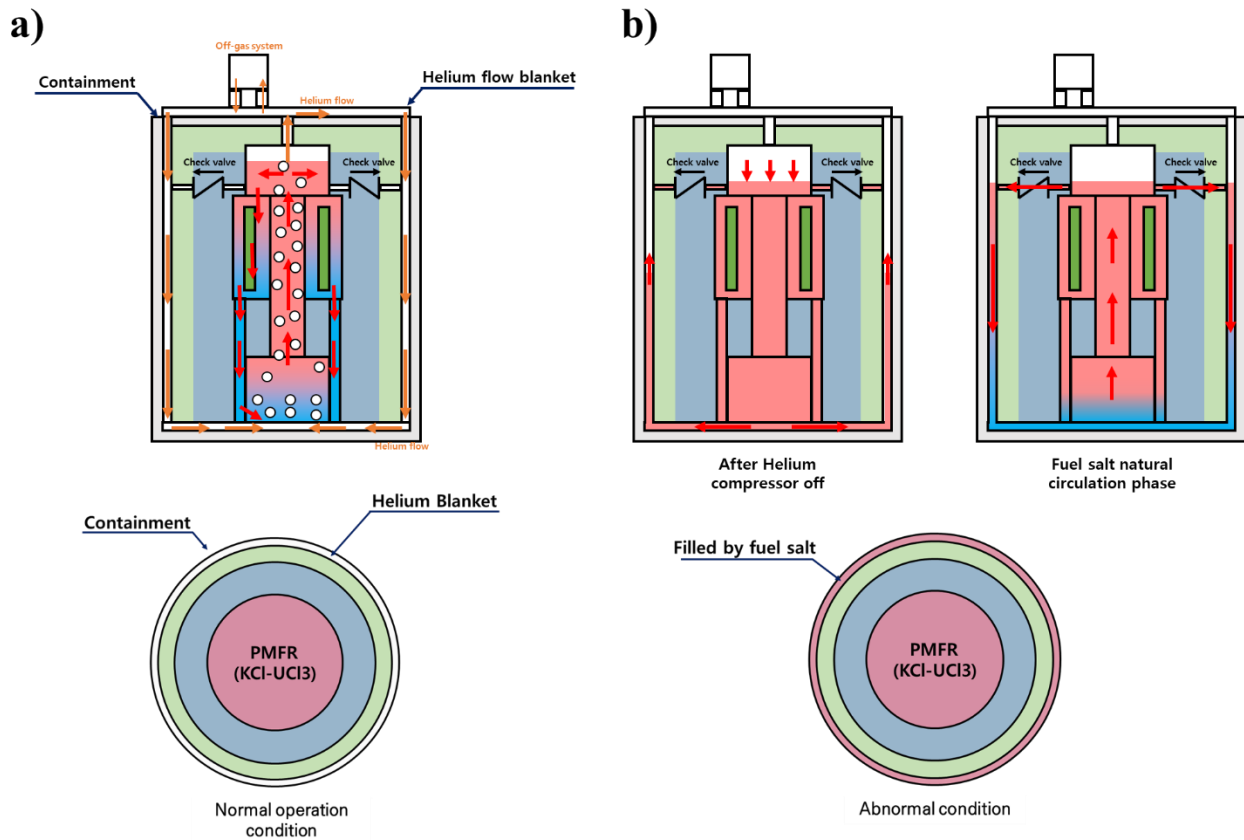 a)
b)
Off-gas system
Containment
Helium flow blanket
Helium flow
Check valve
Check valve
Helium flow
Check valve
Check valve
Check valve
Check valve
After Helium
compressor off
Fuel salt natural
circulation phase
Helium Blanket
Containment
PMFR
(KCl-UCl3)
Normal operation
condition
Filled by fuel salt
PMFR
(KCl-UCl3)
Abnormal condition